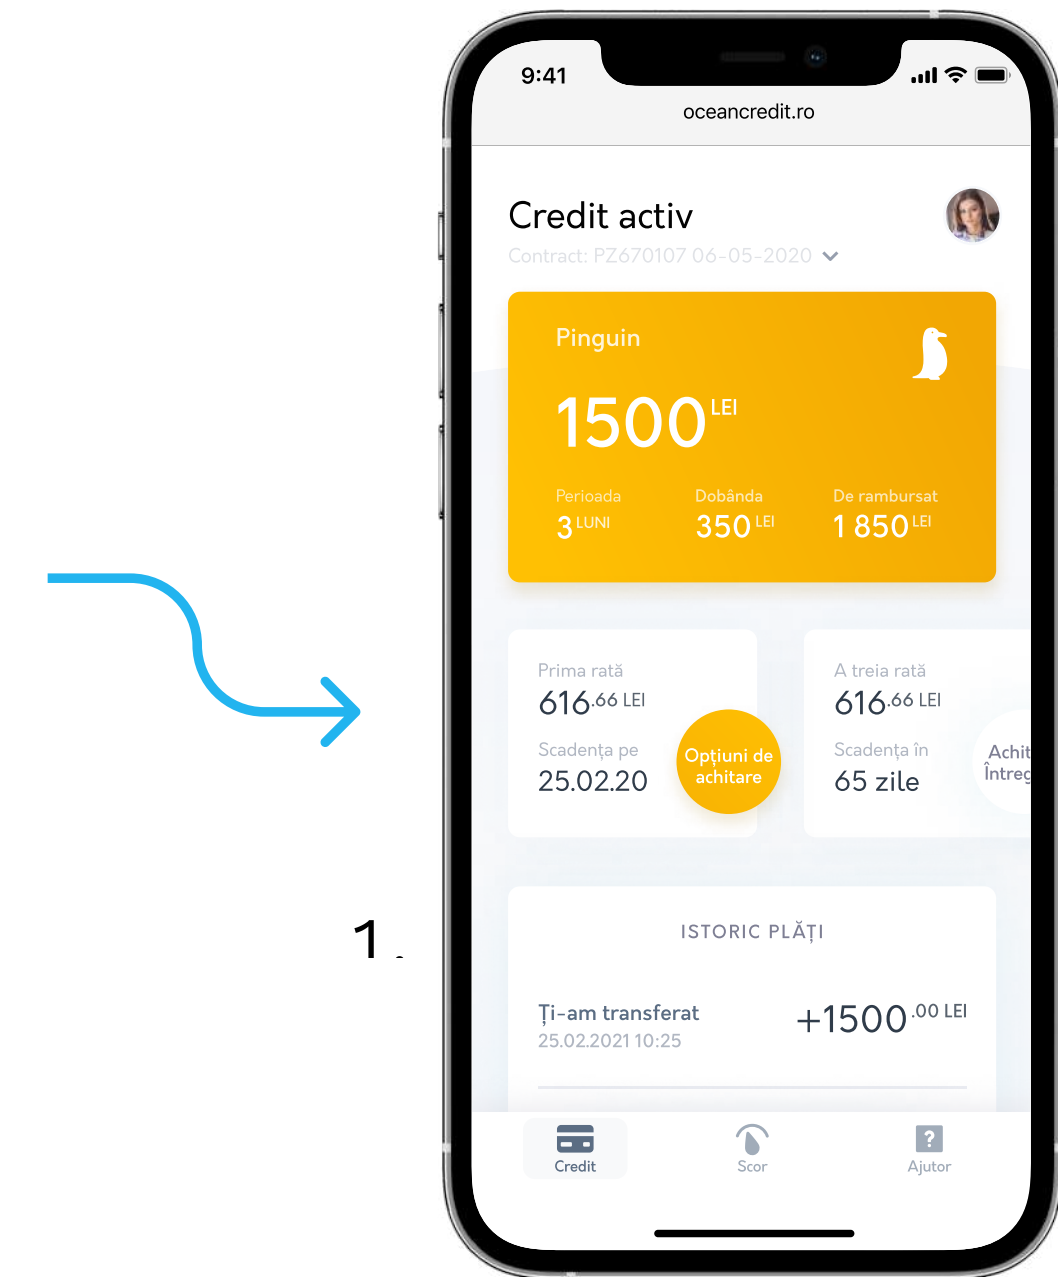 9:41
oceancredit.ro
Credit activ
Contract: PZ670107 06-05-2020
Pinguin
1500 LEI
Perioada Dobânda De rambursat
3 LUNI 350 LEI 1 850 LEI
Prima rată
616.66 LEI
Scadența pe
25.02.20
Opțiuni de
achitare
A treia rată
616.66 LEI
Scadența în
65 zile
Achit
Întreg
1.
ISTORIC PLĂȚI
Ți-am transferat +1500.00 LEI
25.02.2021 10:25
Credit Scor Ajutor